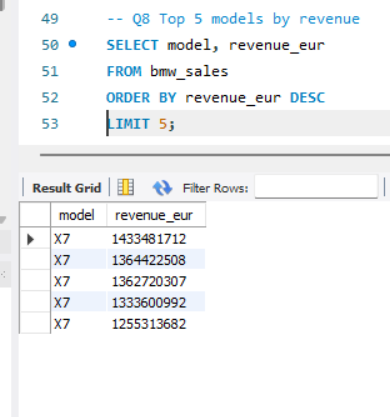 49 -- Q8 Top 5 models by revenue
50 SELECT model, revenue_eur
51 FROM bmw_sales
52 ORDER BY revenue_eur DESC
53 LIMIT 5;
Result Grid Filter Rows:
model revenue_eur
X7 1433481712
X7 1364422508
X7 1362720307
X7 1333600992
X7 1255313682